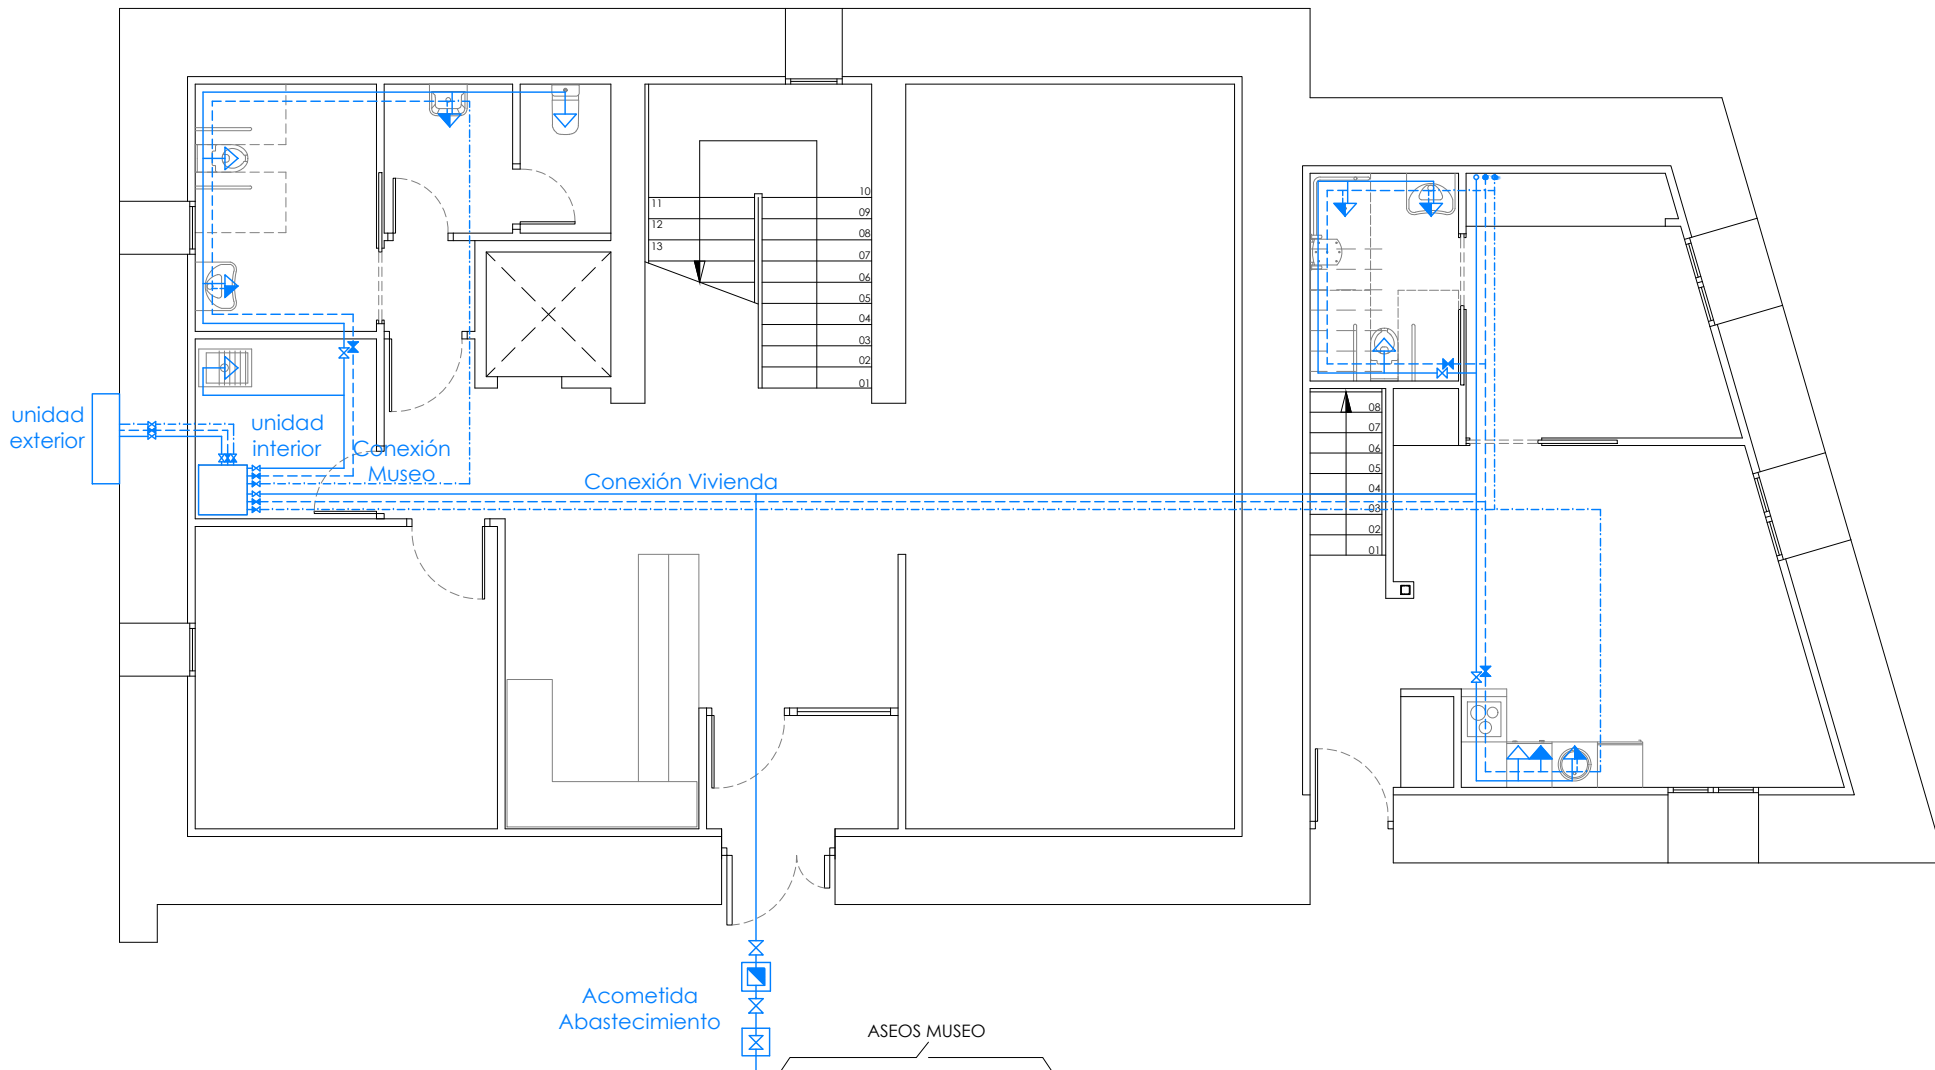 10
11
09
12
08
13
07
06
05
04
03
02
01
unidad
exterior
unidad
interior
Conexión
Museo
Conexión Vivienda
08
07
06
05
04
03
02
01
Acometida
Abastecimiento
ASEOS MUSEO